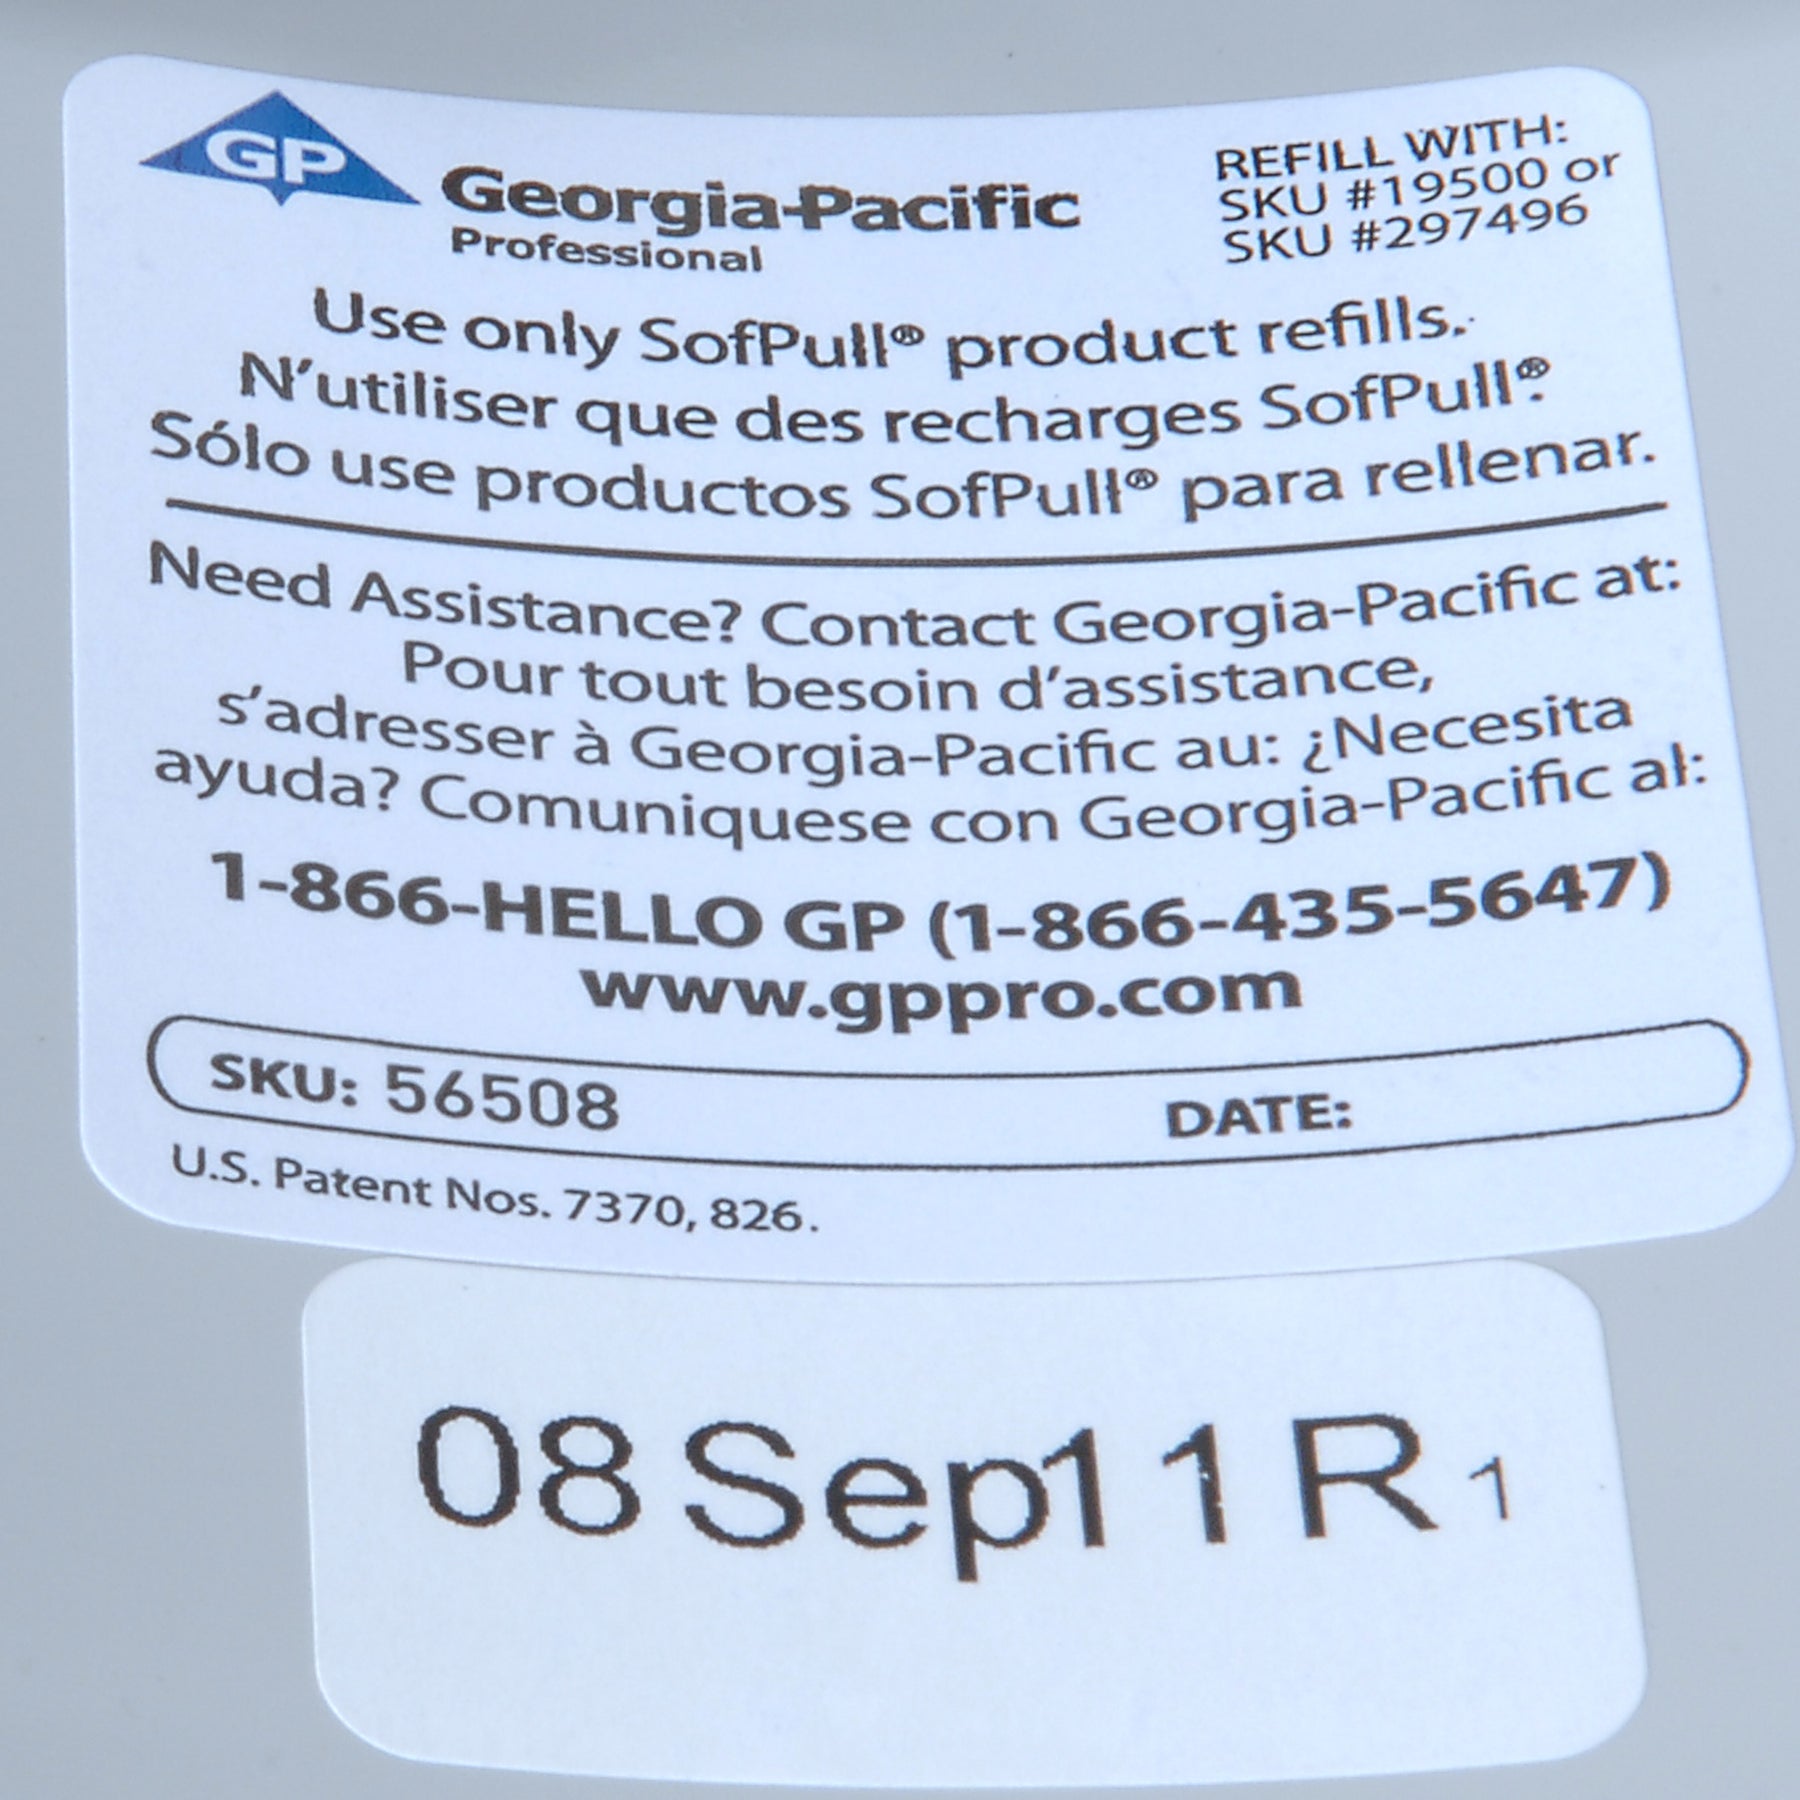 GP
Georgia-Pacific
Professional
REFILL WITH:
SKU #19500 or
SKU #297496
Use only SofPull® product refills.
N'utiliser que des recharges SofPull®.
Sólo use productos SofPull® para rellenar.
Need Assistance? Contact Georgia-Pacific at:
Pour tout besoin d'assistance,
s'adresser à Georgia-Pacific au: ¿Necesita
ayuda? Comuniquese con Georgia-Pacific al:
1-866-HELLO GP (1-866-435-5647)
www.gppro.com
SKU: 56508 DATE:
U.S. Patent Nos. 7370, 826.
08 Sep11 R 1